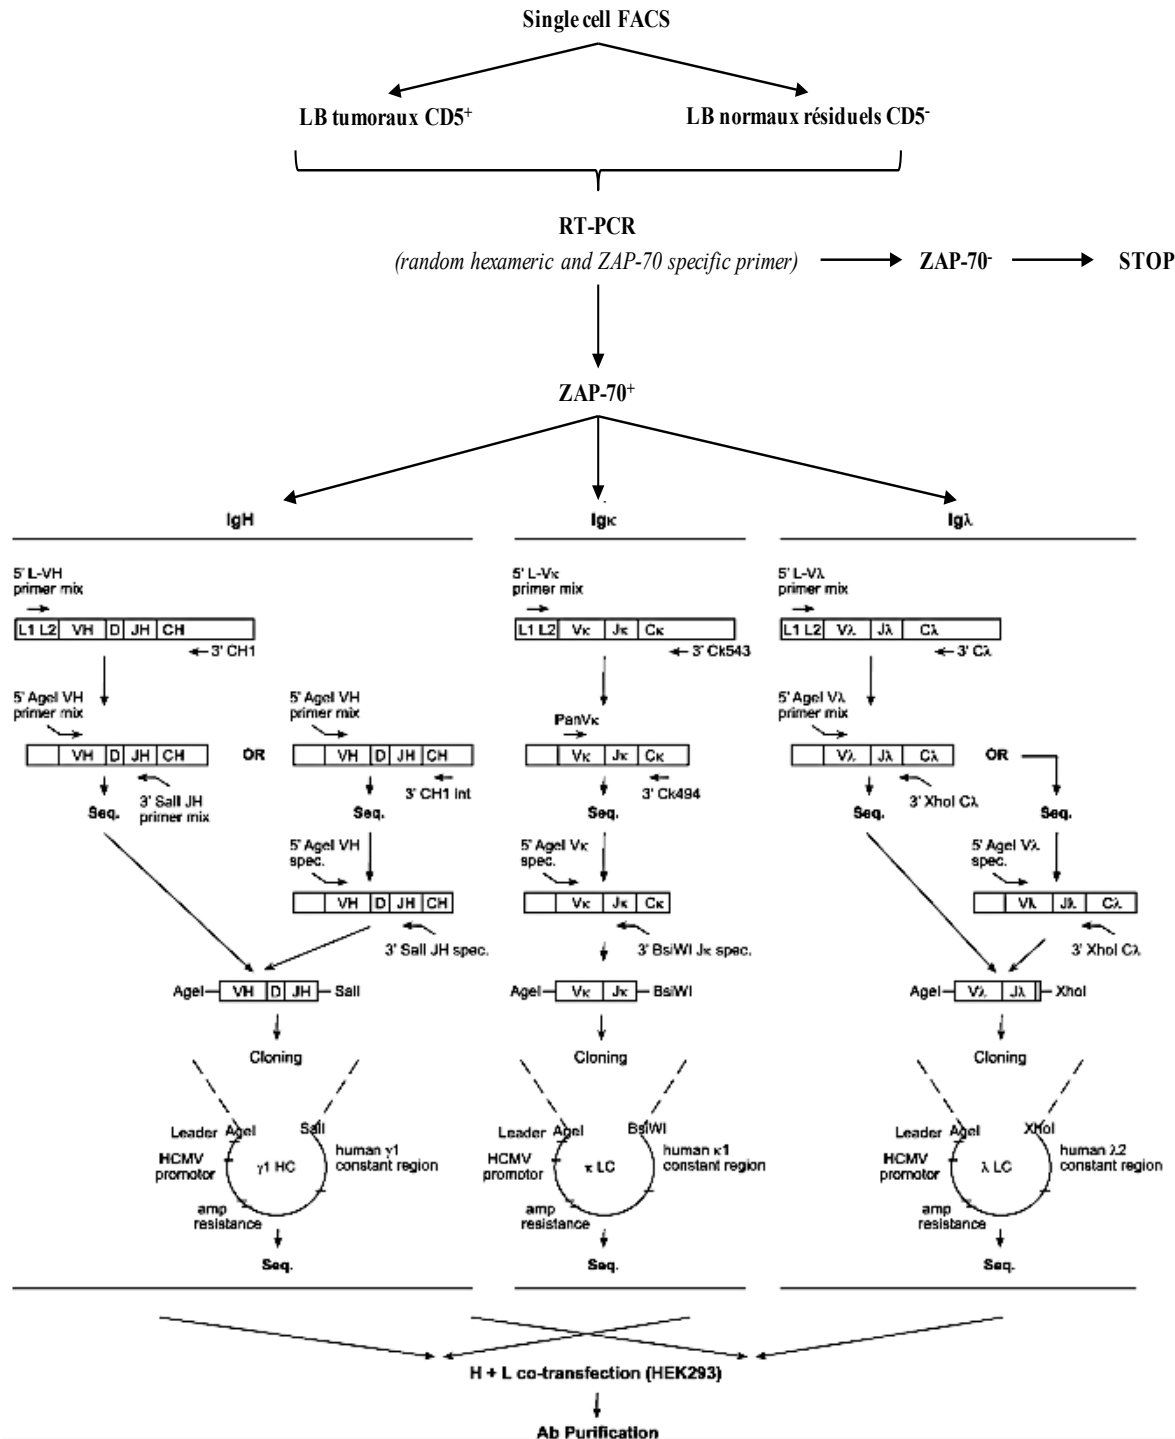 Single cell FACS
LB tumoraux CD5+
LB normaux résiduels CD5-
RT-PCR
(random hexameric and ZAP-70 specific primer)
ZAP-70-
STOP
ZAP-70+
IgH
5' L-VH
primer mix
L1 L2 VH D JH CH
3' CH1
5' AgeI VH
primer mix
VH D JH CH
3' SalI JH
primer mix
Seq.
OR
5' AgeI VH
primer mix
VH D JH CH
3' CH1 Int
Seq.
5' AgeI VH
spec.
VH D JH CH
3' SalI JH spec.
AgeI VH D JH SalI
Cloning
Leader AgeI SalI
HCMV
promotor
γ1 HC
human γ1
constant region
amp
resistance
Seq.
Igκ
5' L-Vκ
primer mix
L1 L2 Vκ Jκ Cκ
3' Ck543
PanVκ
Vκ Jκ Cκ
3' Ck494
Seq.
5' AgeI Vκ
spec.
Vκ Jκ Cκ
3' BsiWI Jκ spec.
AgeI Vκ Jκ BsiWI
Cloning
Leader AgeI BsiWI
HCMV
promotor
κ LC
human κ1
constant region
amp
resistance
Seq.
Igλ
5' L-Vλ
primer mix
L1 L2 Vλ Jλ Cλ
3' Cλ
5' AgeI Vλ
primer mix
Vλ Jλ Cλ
3' XhoI Cλ
Seq.
OR
Seq.
5' AgeI Vλ
spec.
Vλ Jλ Cλ
3' XhoI Cλ
AgeI Vλ Jλ XhoI
Cloning
Leader AgeI XhoI
HCMV
promotor
λ LC
human λ2
constant region
amp
resistance
Seq.
H + L co-transfection (HEK293)
Ab Purification